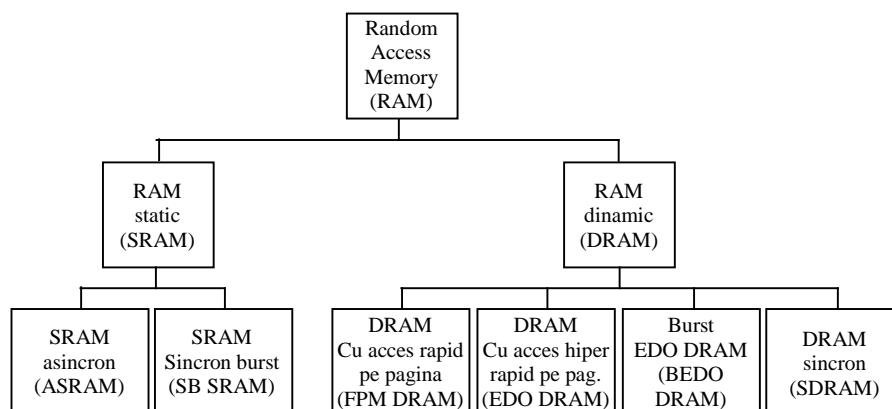 Random
Access
Memory
(RAM)
RAM
static
(SRAM)
RAM
dinamic
(DRAM)
SRAM
asincron
(ASRAM)
SRAM
Sincron burst
(SB SRAM)
DRAM
Cu acces rapid
pe pagina
(FPM DRAM)
DRAM
Cu acces hiper
rapid pe pag.
(EDO DRAM)
Burst
EDO DRAM
(BEDO
DRAM)
DRAM
sincron
(SDRAM)